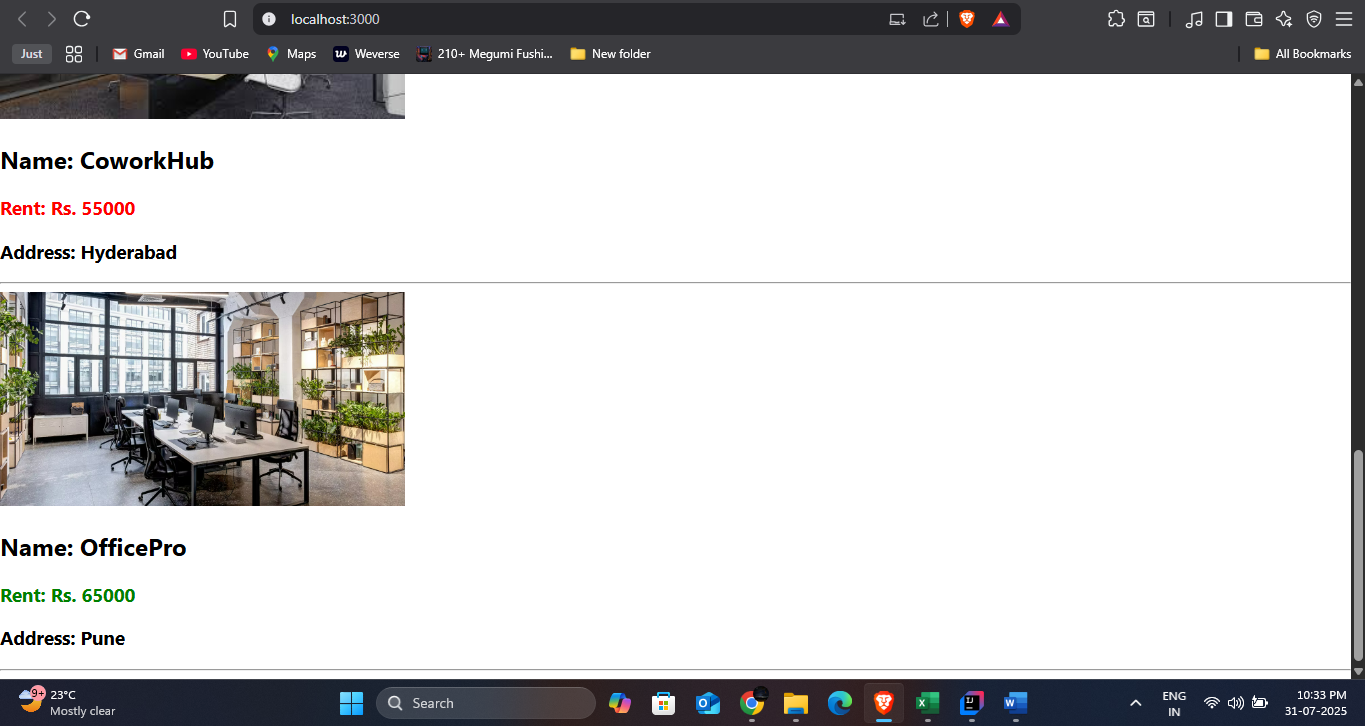 localhost:3000
Just
Gmail
YouTube
Maps
Weverse
210+ Megumi Fushi...
New folder
All Bookmarks
Name: CoworkHub
Rent: Rs. 55000
Address: Hyderabad
Name: OfficePro
Rent: Rs. 65000
Address: Pune
9+
23°C
Mostly clear
Search
ENG
IN
10:33 PM
31-07-2025